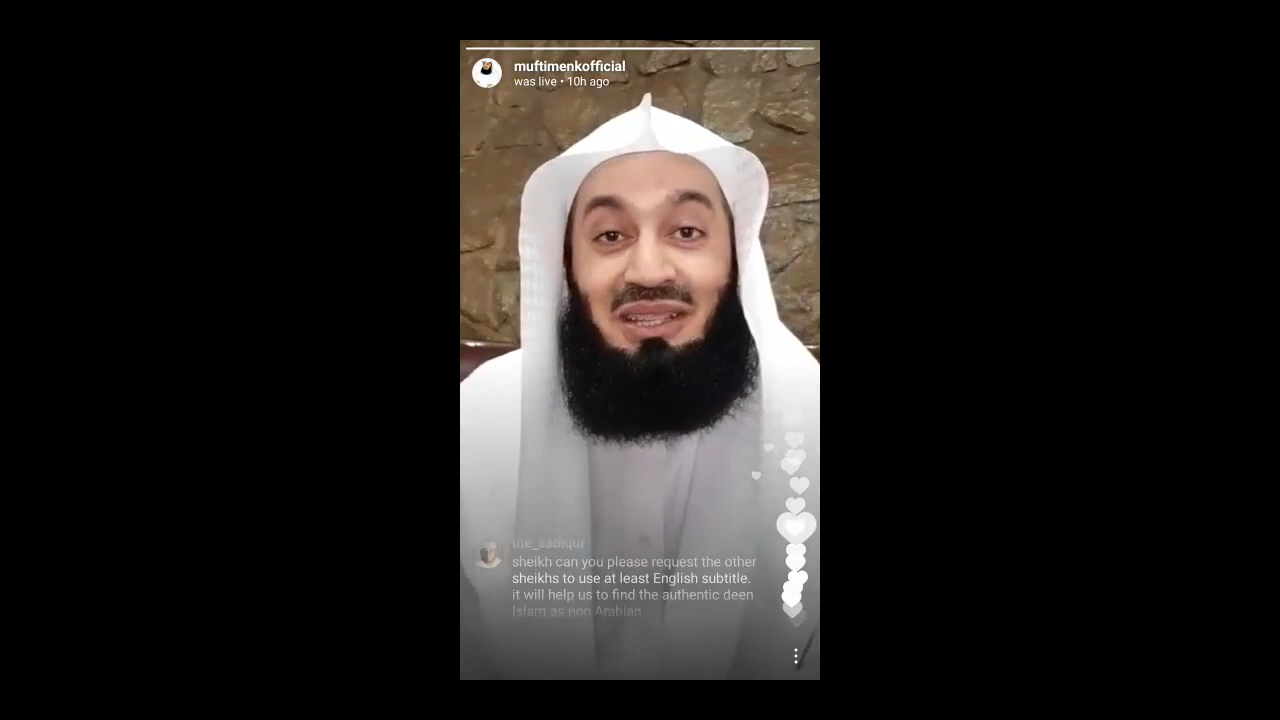 muftimenkofficial
was live • 10h ago
the_sadiqur
sheikh can you please request the other
sheikhs to use at least English subtitle.
it will help us to find the authentic deen
Islam as non Arabian